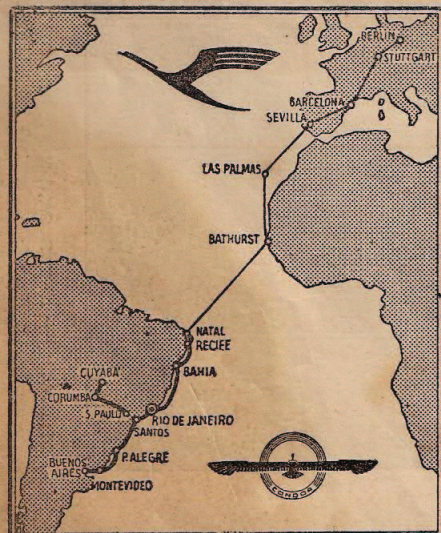 BERLIN
STUTTGART
BARCELONA
SEVILLA
LAS PALMAS
BATHURST
NATAL
RECIFE
BAHIA
CUYABÁ
CORUMBA
S. PAULO
RIO DE JANEIRO
SANTOS
P. ALEGRE
BUENOS
AIRES
MONTEVIDEO
CONDOR